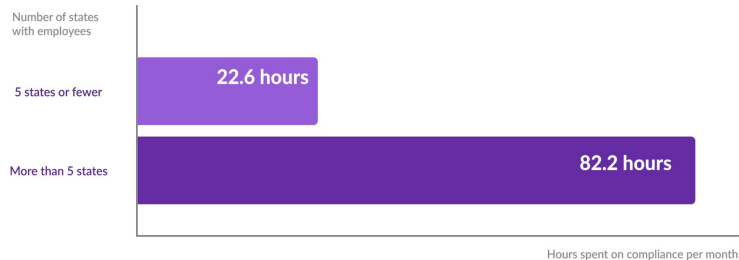 Number of states
with employees
5 states or fewer
22.6 hours
More than 5 states
82.2 hours
Hours spent on compliance per month